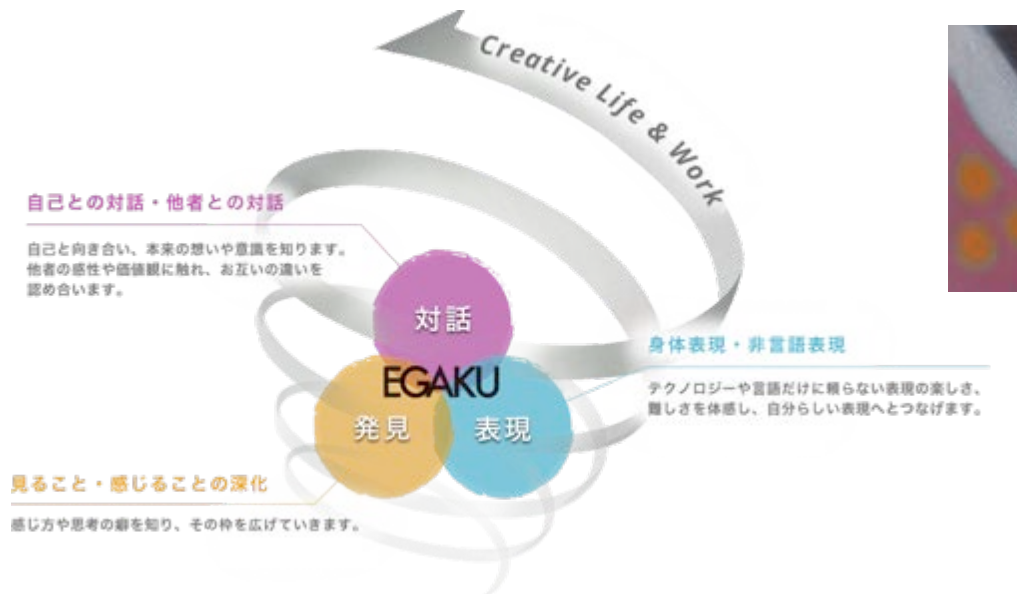 Creative Life & Work
自己との対話・他者との対話
自己と向き合い、本来の想いや意識を知ります。
他者の感性や価値観に触れ、お互いの違いを
認め合います。
対話
身体表現・非言語表現
テクノロジーや言語だけに頼らない表現の楽しさ、
難しさを体感し、自分らしい表現へとつなげます。
EGAKU
発見
表現
見ること・感じることの深化
感じ方や思考の癖を知り、その枠を広げていきます。